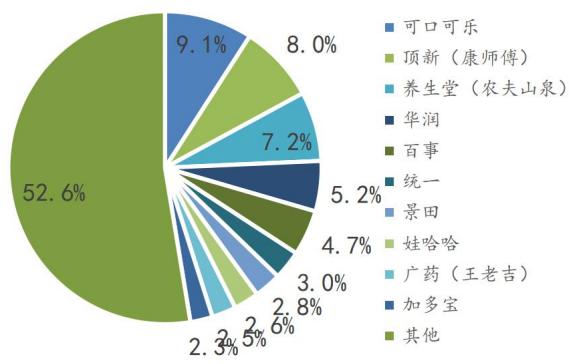 9.1%
8.0%
7.2%
5.2%
4.7%
3.0%
2.8%
2.6%
2.5%
2.3%
52.6%
可口可乐
顶新（康师傅）
养生堂（农夫山泉）
华润
百事
统一
景田
娃哈哈
广药（王老吉）
加多宝
其他